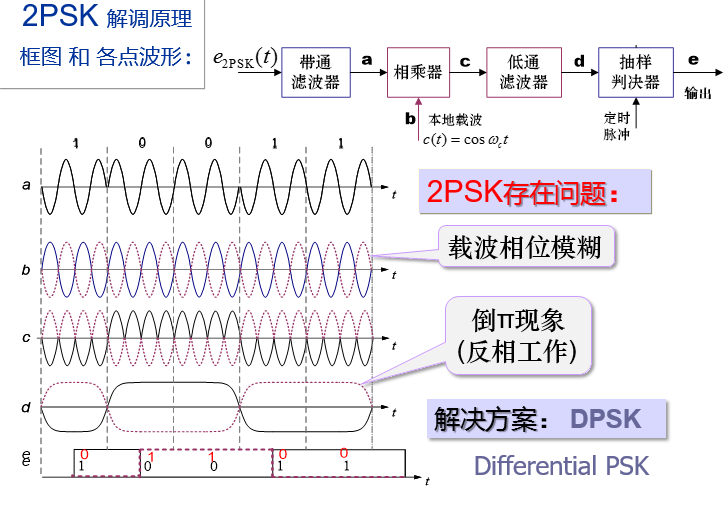 2PSK 解调原理
框图 和 各点波形：
e2PSK(t)
带通
滤波器
a
相乘器
c
低通
滤波器
d
抽样
判决器
e
输出
b
本地载波
c(t) = cos ωc t
定时
脉冲
1 0 0 1 1
a
t
2PSK存在问题：
b
t
载波相位模糊
c
t
倒π现象
（反相工作）
d
t
解决方案： DPSK
e
e
0 1 1 0 0
1 0 0 1 1
t
Differential PSK